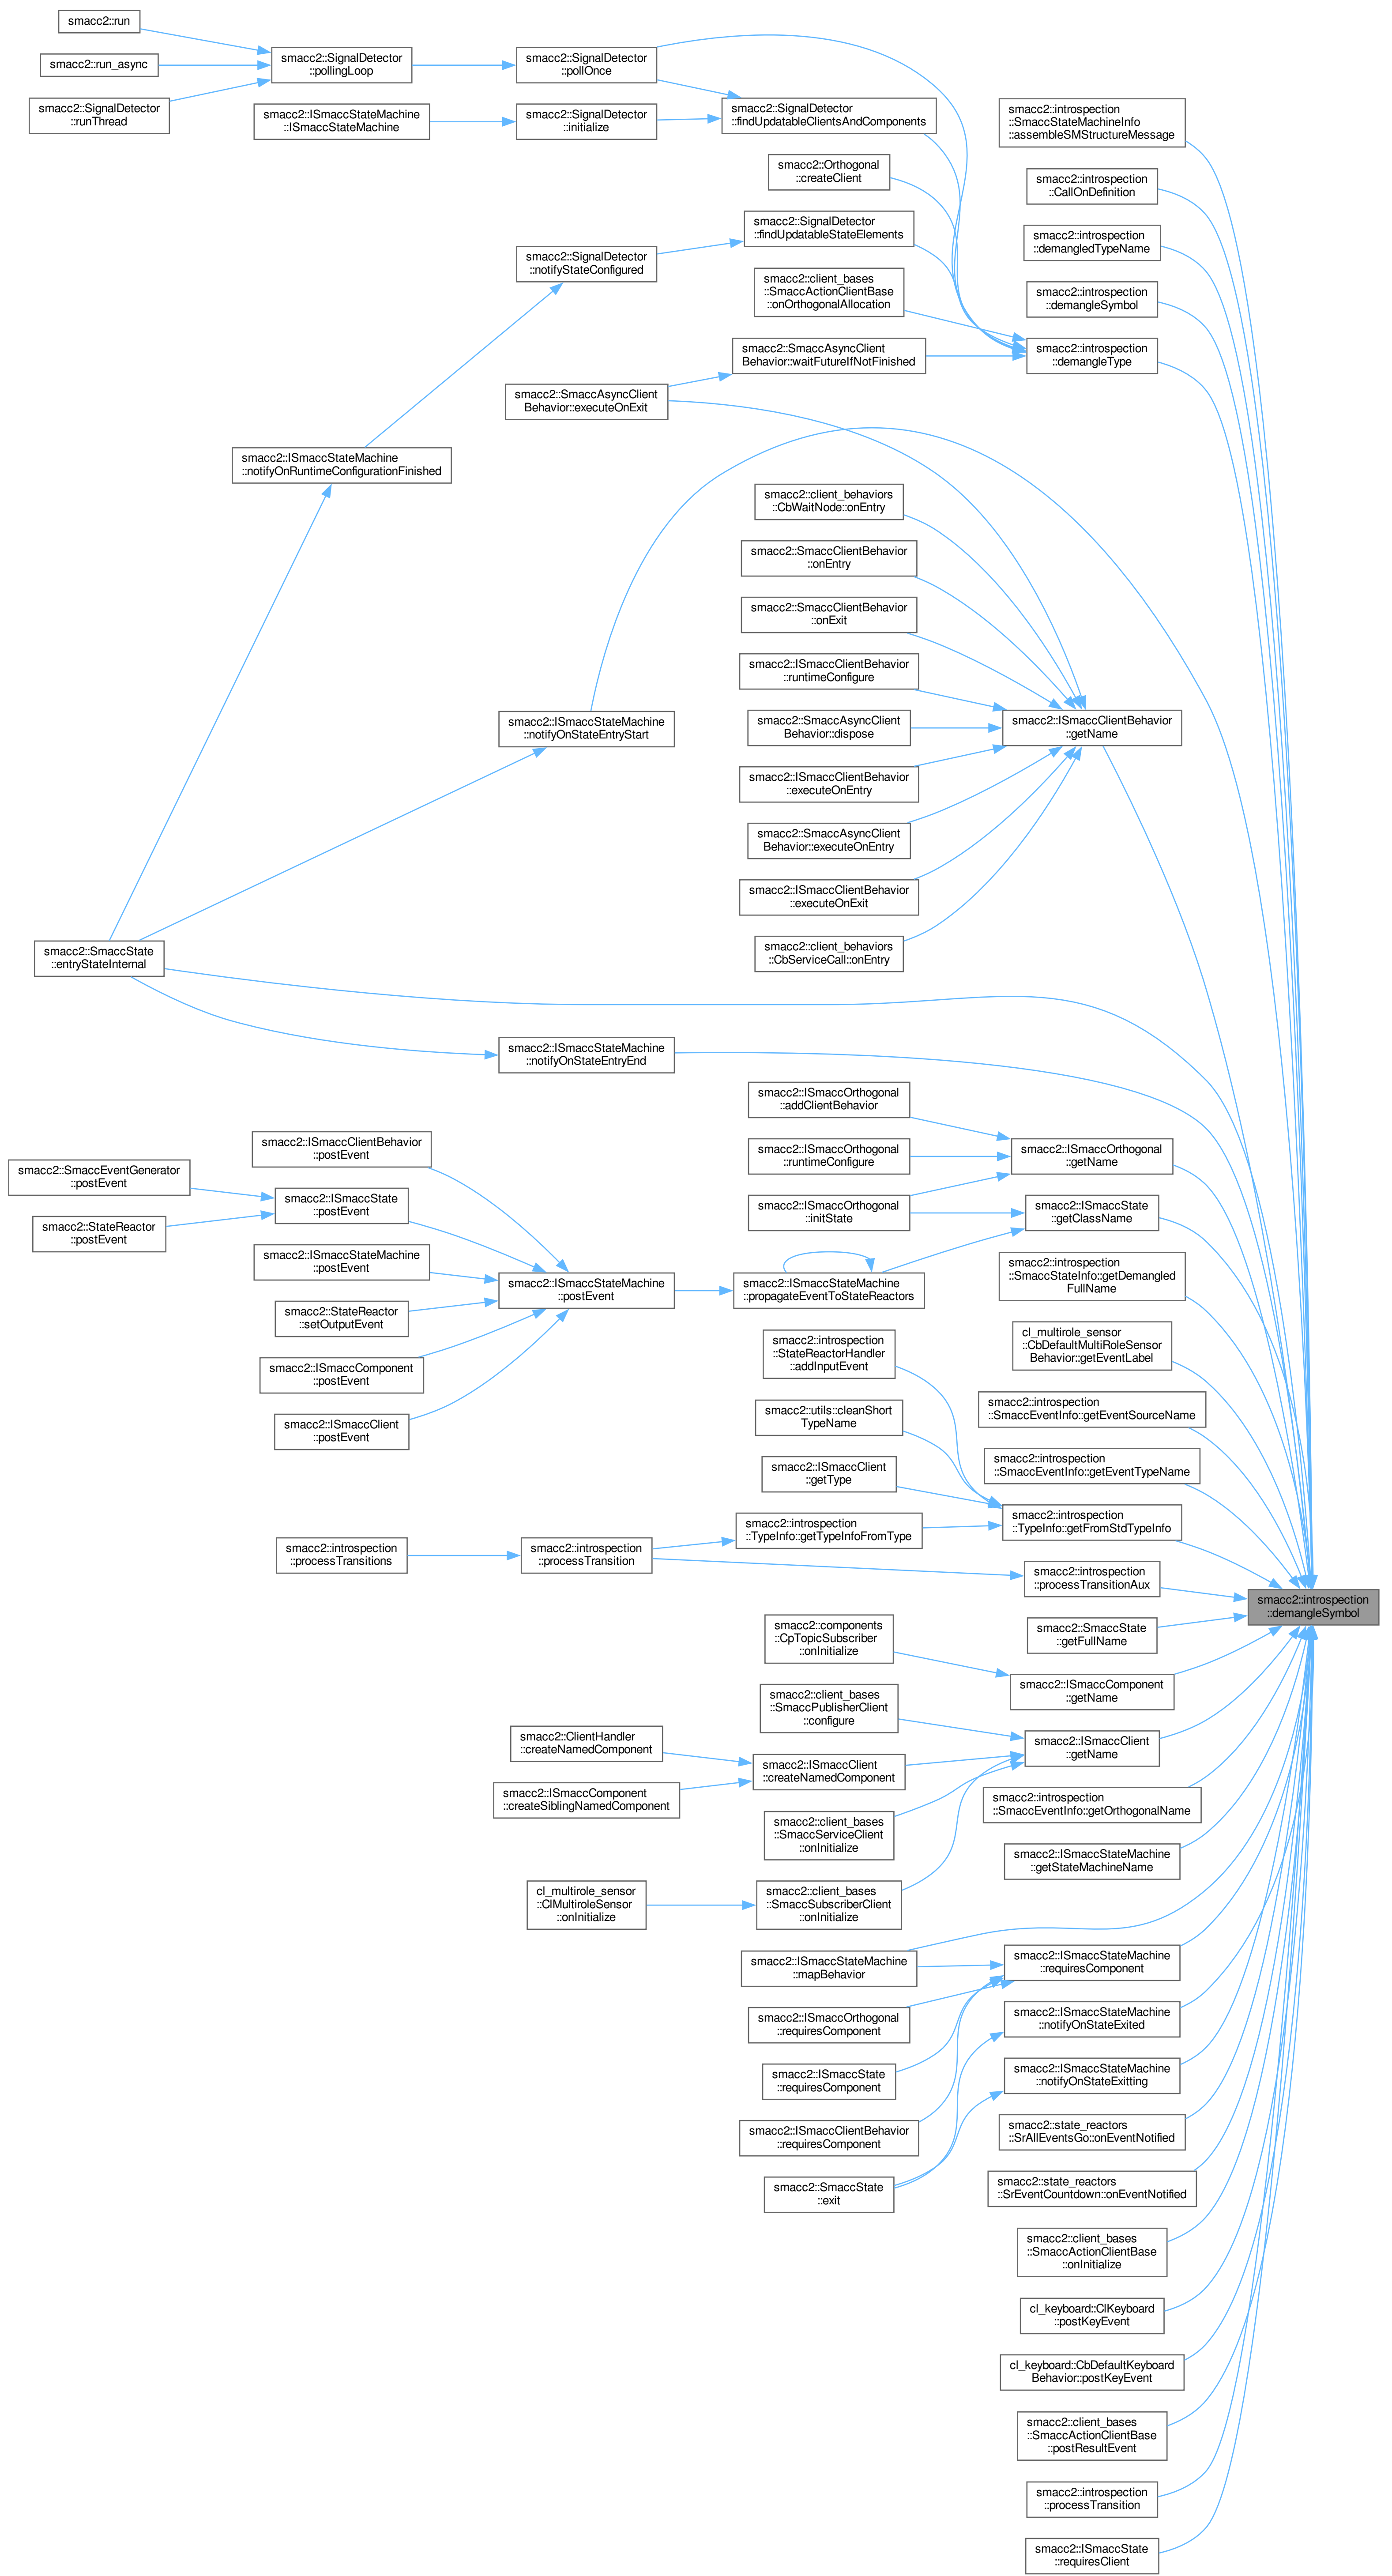 smacc2::run
smacc2::run_async
smacc2::SignalDetector
::runThread
smacc2::SignalDetector
::pollingLoop
smacc2::ISmaccStateMachine
::ISmaccStateMachine
smacc2::SignalDetector
::pollOnce
smacc2::SignalDetector
::initialize
smacc2::SignalDetector
::findUpdatableClientsAndComponents
smacc2::Orthogonal
::createClient
smacc2::SignalDetector
::findUpdatableStateElements
smacc2::SignalDetector
::notifyStateConfigured
smacc2::client_bases
::SmaccActionClientBase
::onOrthogonalAllocation
smacc2::SmaccAsyncClient
Behavior::waitFutureIfNotFinished
smacc2::SmaccAsyncClient
Behavior::executeOnExit
smacc2::introspection
::SmaccStateMachineInfo
::assembleSMStructureMessage
smacc2::introspection
::CallOnDefinition
smacc2::introspection
::demangledTypeName
smacc2::introspection
::demangleSymbol
smacc2::introspection
::demangleType
smacc2::ISmaccStateMachine
::notifyOnRuntimeConfigurationFinished
smacc2::client_behaviors
::CbWaitNode::onEntry
smacc2::SmaccClientBehavior
::onEntry
smacc2::SmaccClientBehavior
::onExit
smacc2::ISmaccClientBehavior
::runtimeConfigure
smacc2::SmaccAsyncClient
Behavior::dispose
smacc2::ISmaccClientBehavior
::executeOnEntry
smacc2::SmaccAsyncClient
Behavior::executeOnEntry
smacc2::ISmaccClientBehavior
::executeOnExit
smacc2::client_behaviors
::CbServiceCall::onEntry
smacc2::ISmaccClientBehavior
::getName
smacc2::ISmaccStateMachine
::notifyOnStateEntryStart
smacc2::SmaccState
::entryStateInternal
smacc2::ISmaccStateMachine
::notifyOnStateEntryEnd
smacc2::ISmaccOrthogonal
::addClientBehavior
smacc2::ISmaccOrthogonal
::runtimeConfigure
smacc2::ISmaccOrthogonal
::initState
smacc2::ISmaccOrthogonal
::getName
smacc2::ISmaccState
::getClassName
smacc2::SmaccEventGenerator
::postEvent
smacc2::StateReactor
::postEvent
smacc2::ISmaccClientBehavior
::postEvent
smacc2::ISmaccState
::postEvent
smacc2::ISmaccStateMachine
::postEvent
smacc2::StateReactor
::setOutputEvent
smacc2::ISmaccComponent
::postEvent
smacc2::ISmaccClient
::postEvent
smacc2::ISmaccStateMachine
::postEvent
smacc2::ISmaccStateMachine
::propagateEventToStateReactors
smacc2::introspection
::SmaccStateInfo::getDemangled
FullName
cl_multirole_sensor
::CbDefaultMultiRoleSensor
Behavior::getEventLabel
smacc2::introspection
::SmaccEventInfo::getEventSourceName
smacc2::introspection
::SmaccEventInfo::getEventTypeName
smacc2::introspection
::StateReactorHandler
::addInputEvent
smacc2::utils::cleanShort
TypeName
smacc2::ISmaccClient
::getType
smacc2::introspection
::TypeInfo::getTypeInfoFromType
smacc2::introspection
::TypeInfo::getFromStdTypeInfo
smacc2::introspection
::processTransitions
smacc2::introspection
::processTransition
smacc2::introspection
::processTransitionAux
smacc2::introspection
::demangleSymbol
smacc2::SmaccState
::getFullName
smacc2::components
::CpTopicSubscriber
::onInitialize
smacc2::ISmaccComponent
::getName
smacc2::client_bases
::SmaccPublisherClient
::configure
smacc2::ISmaccClient
::getName
smacc2::ClientHandler
::createNamedComponent
smacc2::ISmaccComponent
::createSiblingNamedComponent
smacc2::ISmaccClient
::createNamedComponent
smacc2::client_bases
::SmaccServiceClient
::onInitialize
smacc2::introspection
::SmaccEventInfo::getOrthogonalName
smacc2::ISmaccStateMachine
::getStateMachineName
cl_multirole_sensor
::ClMultiroleSensor
::onInitialize
smacc2::client_bases
::SmaccSubscriberClient
::onInitialize
smacc2::ISmaccStateMachine
::mapBehavior
smacc2::ISmaccStateMachine
::requiresComponent
smacc2::ISmaccOrthogonal
::requiresComponent
smacc2::ISmaccState
::requiresComponent
smacc2::ISmaccClientBehavior
::requiresComponent
smacc2::SmaccState
::exit
smacc2::ISmaccStateMachine
::notifyOnStateExited
smacc2::ISmaccStateMachine
::notifyOnStateExitting
smacc2::state_reactors
::SrAllEventsGo::onEventNotified
smacc2::state_reactors
::SrEventCountdown::onEventNotified
smacc2::client_bases
::SmaccActionClientBase
::onInitialize
cl_keyboard::ClKeyboard
::postKeyEvent
cl_keyboard::CbDefaultKeyboard
Behavior::postKeyEvent
smacc2::client_bases
::SmaccActionClientBase
::postResultEvent
smacc2::introspection
::processTransition
smacc2::ISmaccState
::requiresClient